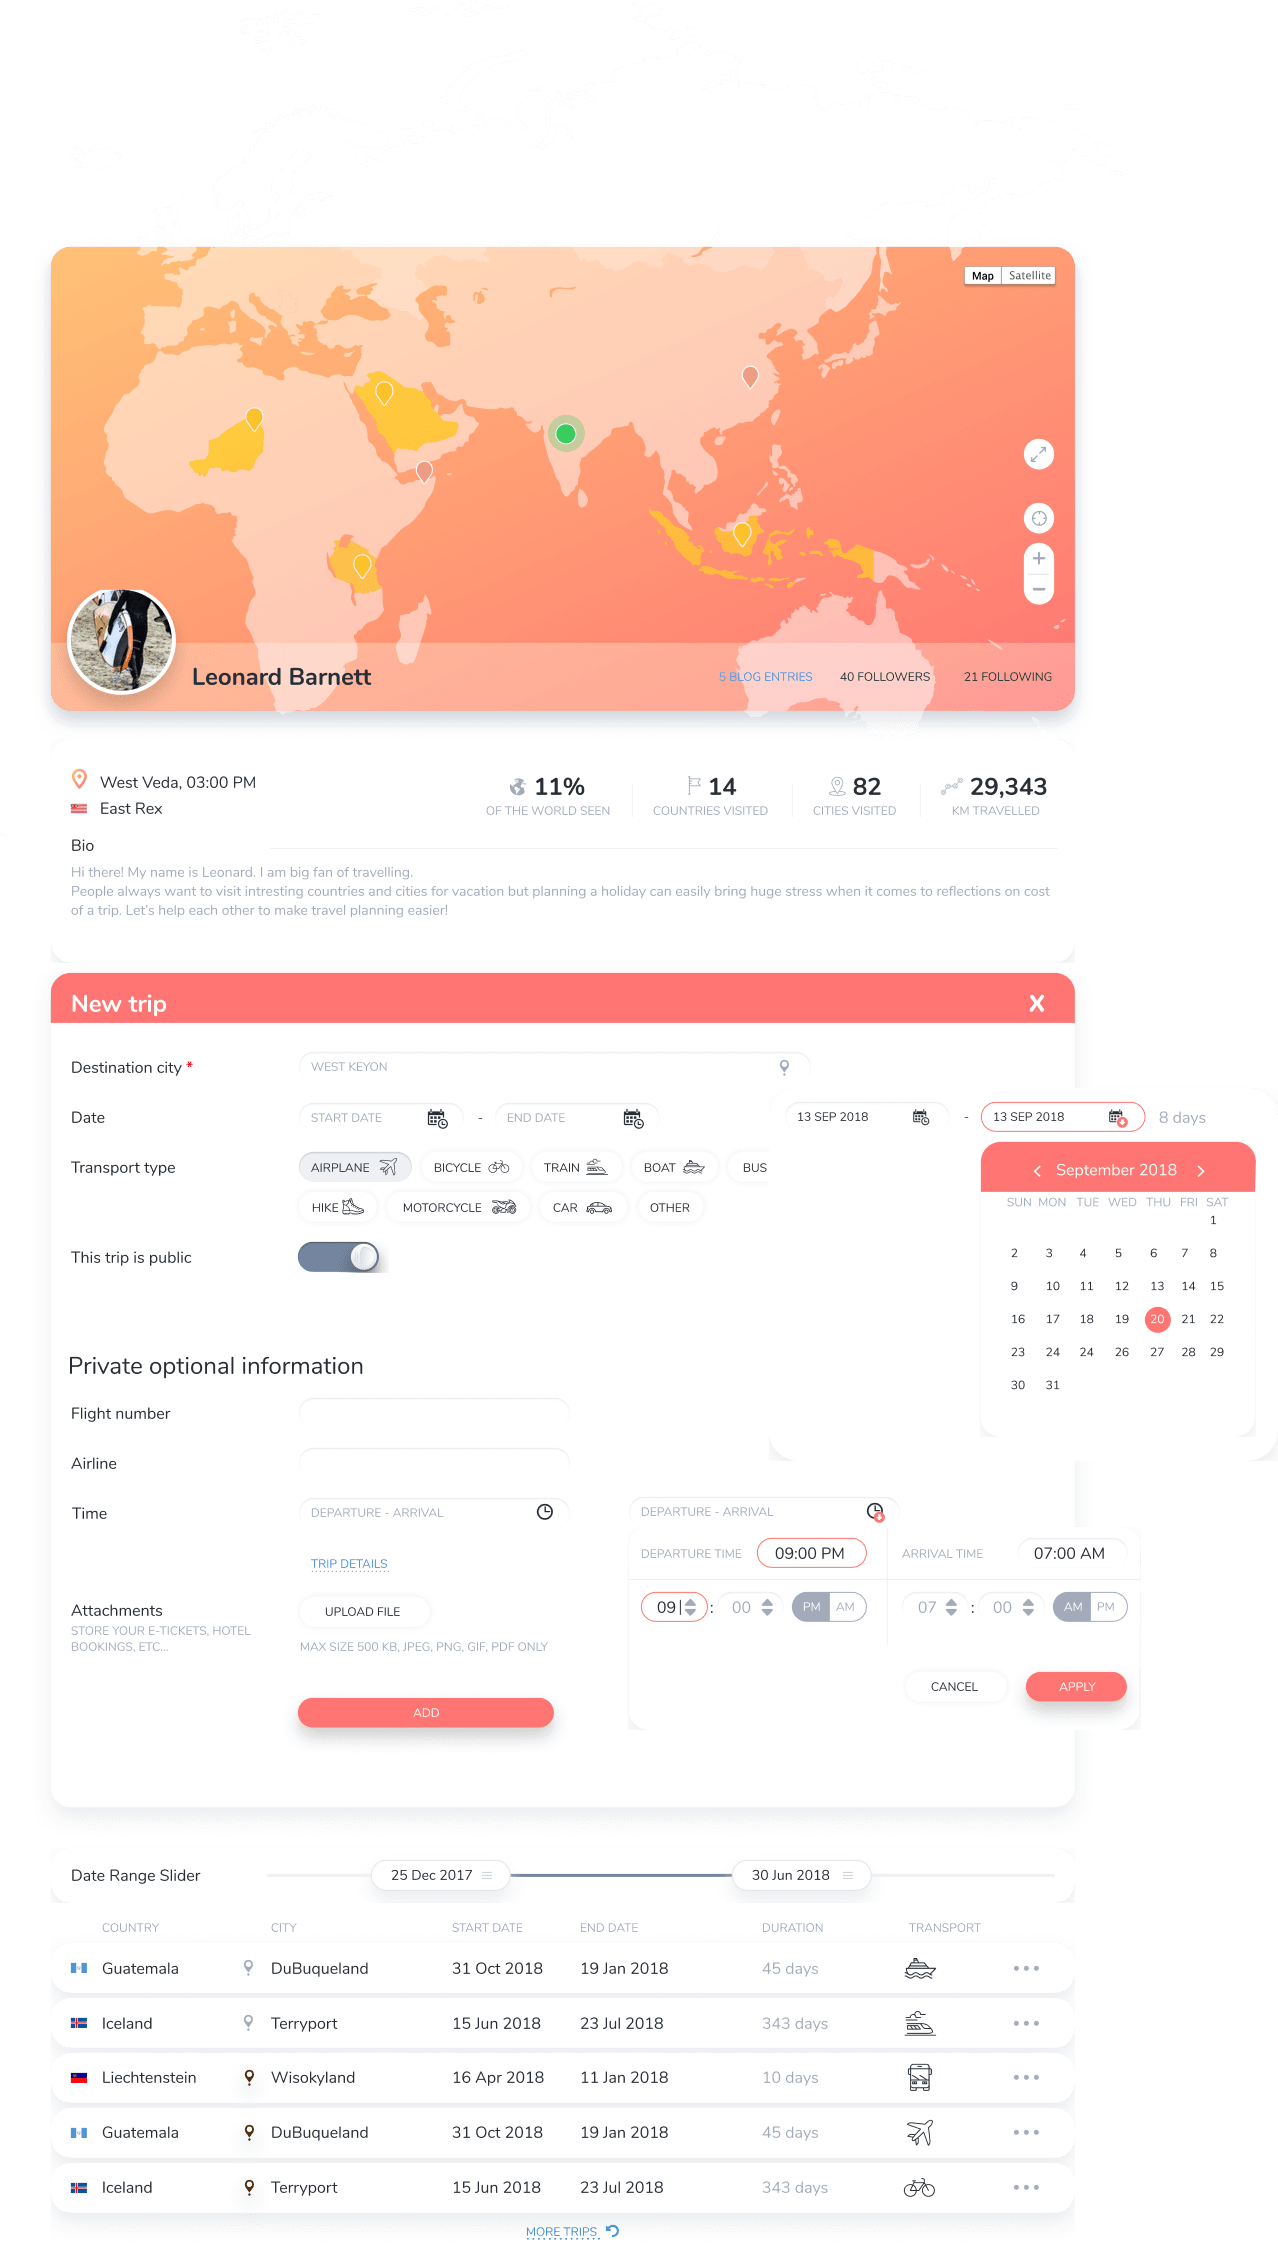 Map Satellite
Leonard Barnett
5 BLOG ENTRIES 40 FOLLOWERS 21 FOLLOWING
West Veda, 03:00 PM
East Rex
11% 14 82 29,343
OF THE WORLD SEEN COUNTRIES VISITED CITIES VISITED KM TRAVELLED
Bio
Hi there! My name is Leonard. I am big fan of travelling.
People always want to visit intresting countries and cities for vacation but planning a holiday can easily bring huge stress when it comes to reflections on cost
of a trip. Let's help each other to make travel planning easier!
New trip X
Destination city * WEST KEYON
Date START DATE - END DATE
13 SEP 2018 - 13 SEP 2018 8 days
Transport type AIRPLANE BICYCLE TRAIN BOAT BUS
HIKE MOTORCYCLE CAR OTHER
This trip is public
September 2018
SUN MON TUE WED THU FRI SAT
1
2 3 4 5 6 7 8
9 10 11 12 13 14 15
16 17 18 19 20 21 22
23 24 24 26 27 28 29
30 31
Private optional information
Flight number
Airline
Time DEPARTURE - ARRIVAL
TRIP DETAILS
Attachments UPLOAD FILE
STORE YOUR E-TICKETS, HOTEL
BOOKINGS, ETC...
MAX SIZE 500 KB, JPEG, PNG, GIF, PDF ONLY
ADD
DEPARTURE - ARRIVAL
DEPARTURE TIME 09:00 PM ARRIVAL TIME 07:00 AM
09 : 00 PM AM 07 : 00 AM PM
CANCEL APPLY
Date Range Slider 25 Dec 2017 30 Jun 2018
COUNTRY CITY START DATE END DATE DURATION TRANSPORT
Guatemala DuBuqueland 31 Oct 2018 19 Jan 2018 45 days
Iceland Terryport 15 Jun 2018 23 Jul 2018 343 days
Liechtenstein Wisokyland 16 Apr 2018 11 Jan 2018 10 days
Guatemala DuBuqueland 31 Oct 2018 19 Jan 2018 45 days
Iceland Terryport 15 Jun 2018 23 Jul 2018 343 days
MORE TRIPS